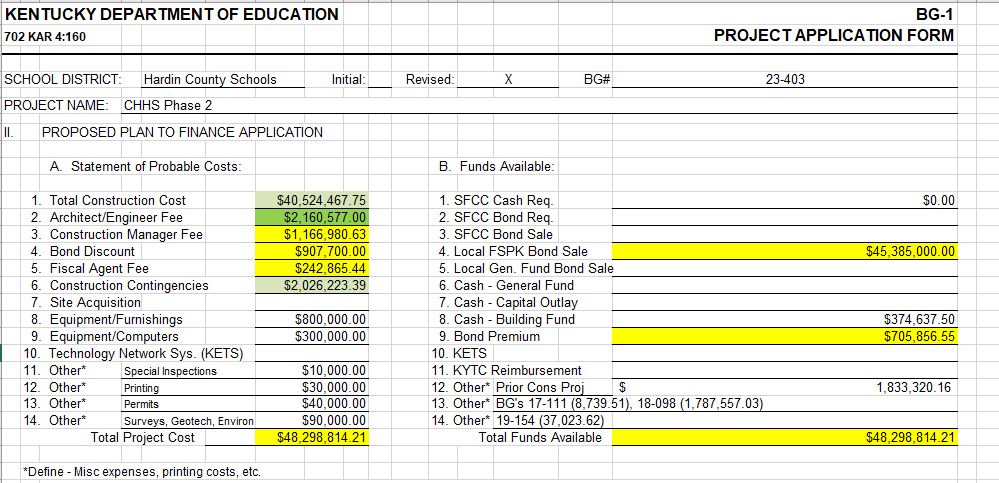 KENTUCKY DEPARTMENT OF EDUCATION BG-1
702 KAR 4:160 PROJECT APPLICATION FORM
SCHOOL DISTRICT: Hardin County Schools Initial: Revised: X BG# 23-403
PROJECT NAME: CHHS Phase 2
II. PROPOSED PLAN TO FINANCE APPLICATION
A. Statement of Probable Costs: B. Funds Available:
1. Total Construction Cost $40,524,467.75 1. SFCC Cash Req. $0.00
2. Architect/Engineer Fee $2,160,577.00 2. SFCC Bond Req.
3. Construction Manager Fee $1,166,980.63 3. SFCC Bond Sale
4. Bond Discount $907,700.00 4. Local FSPK Bond Sale $45,385,000.00
5. Fiscal Agent Fee $242,865.44 5. Local Gen. Fund Bond Sale
6. Construction Contingencies $2,026,223.39 6. Cash - General Fund
7. Site Acquisition 7. Cash - Capital Outlay
8. Equipment/Furnishings $800,000.00 8. Cash - Building Fund $374,637.50
9. Equipment/Computers $300,000.00 9. Bond Premium $705,856.55
10. Technology Network Sys. (KETS) 10. KETS
11. Other* Special Inspections $10,000.00 11. KYTC Reimbursement
12. Other* Printing $30,000.00 12. Other* Prior Cons Proj $ 1,833,320.16
13. Other* Permits $40,000.00 13. Other* BG's 17-111 (8,739.51), 18-098 (1,787,557.03)
14. Other* Surveys, Geotech, Environ $90,000.00 14. Other* 19-154 (37,023.62)
Total Project Cost $48,298,814.21 Total Funds Available $48,298,814.21
*Define - Misc expenses, printing costs, etc.